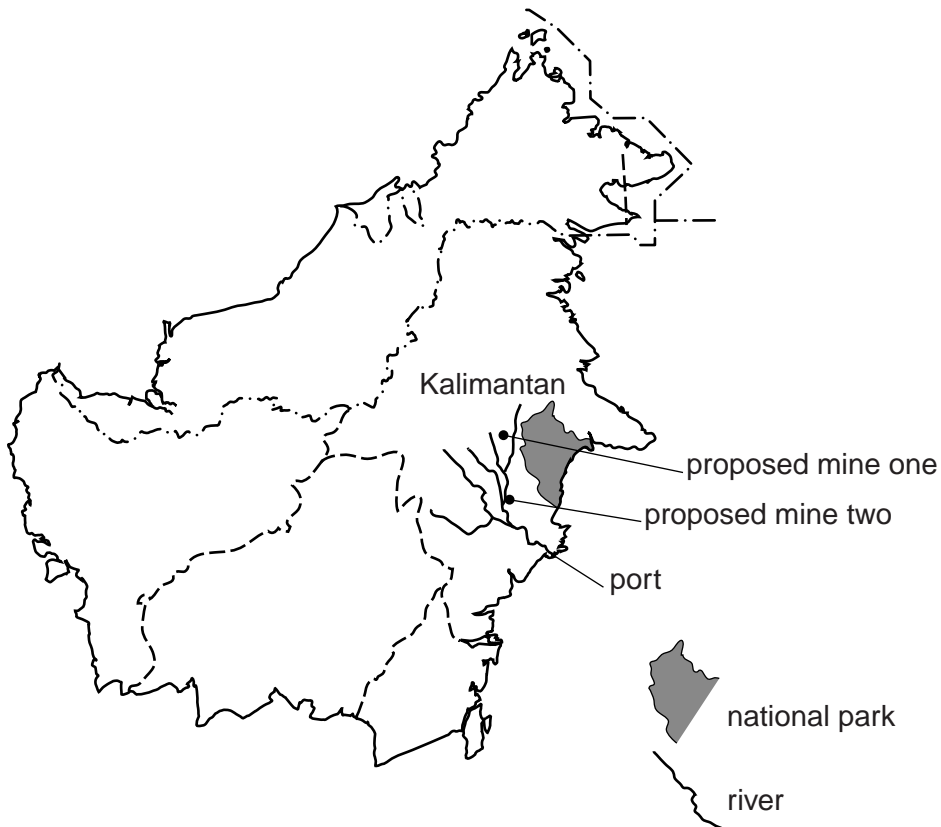 Kalimantan
proposed mine one
proposed mine two
port
national park
river